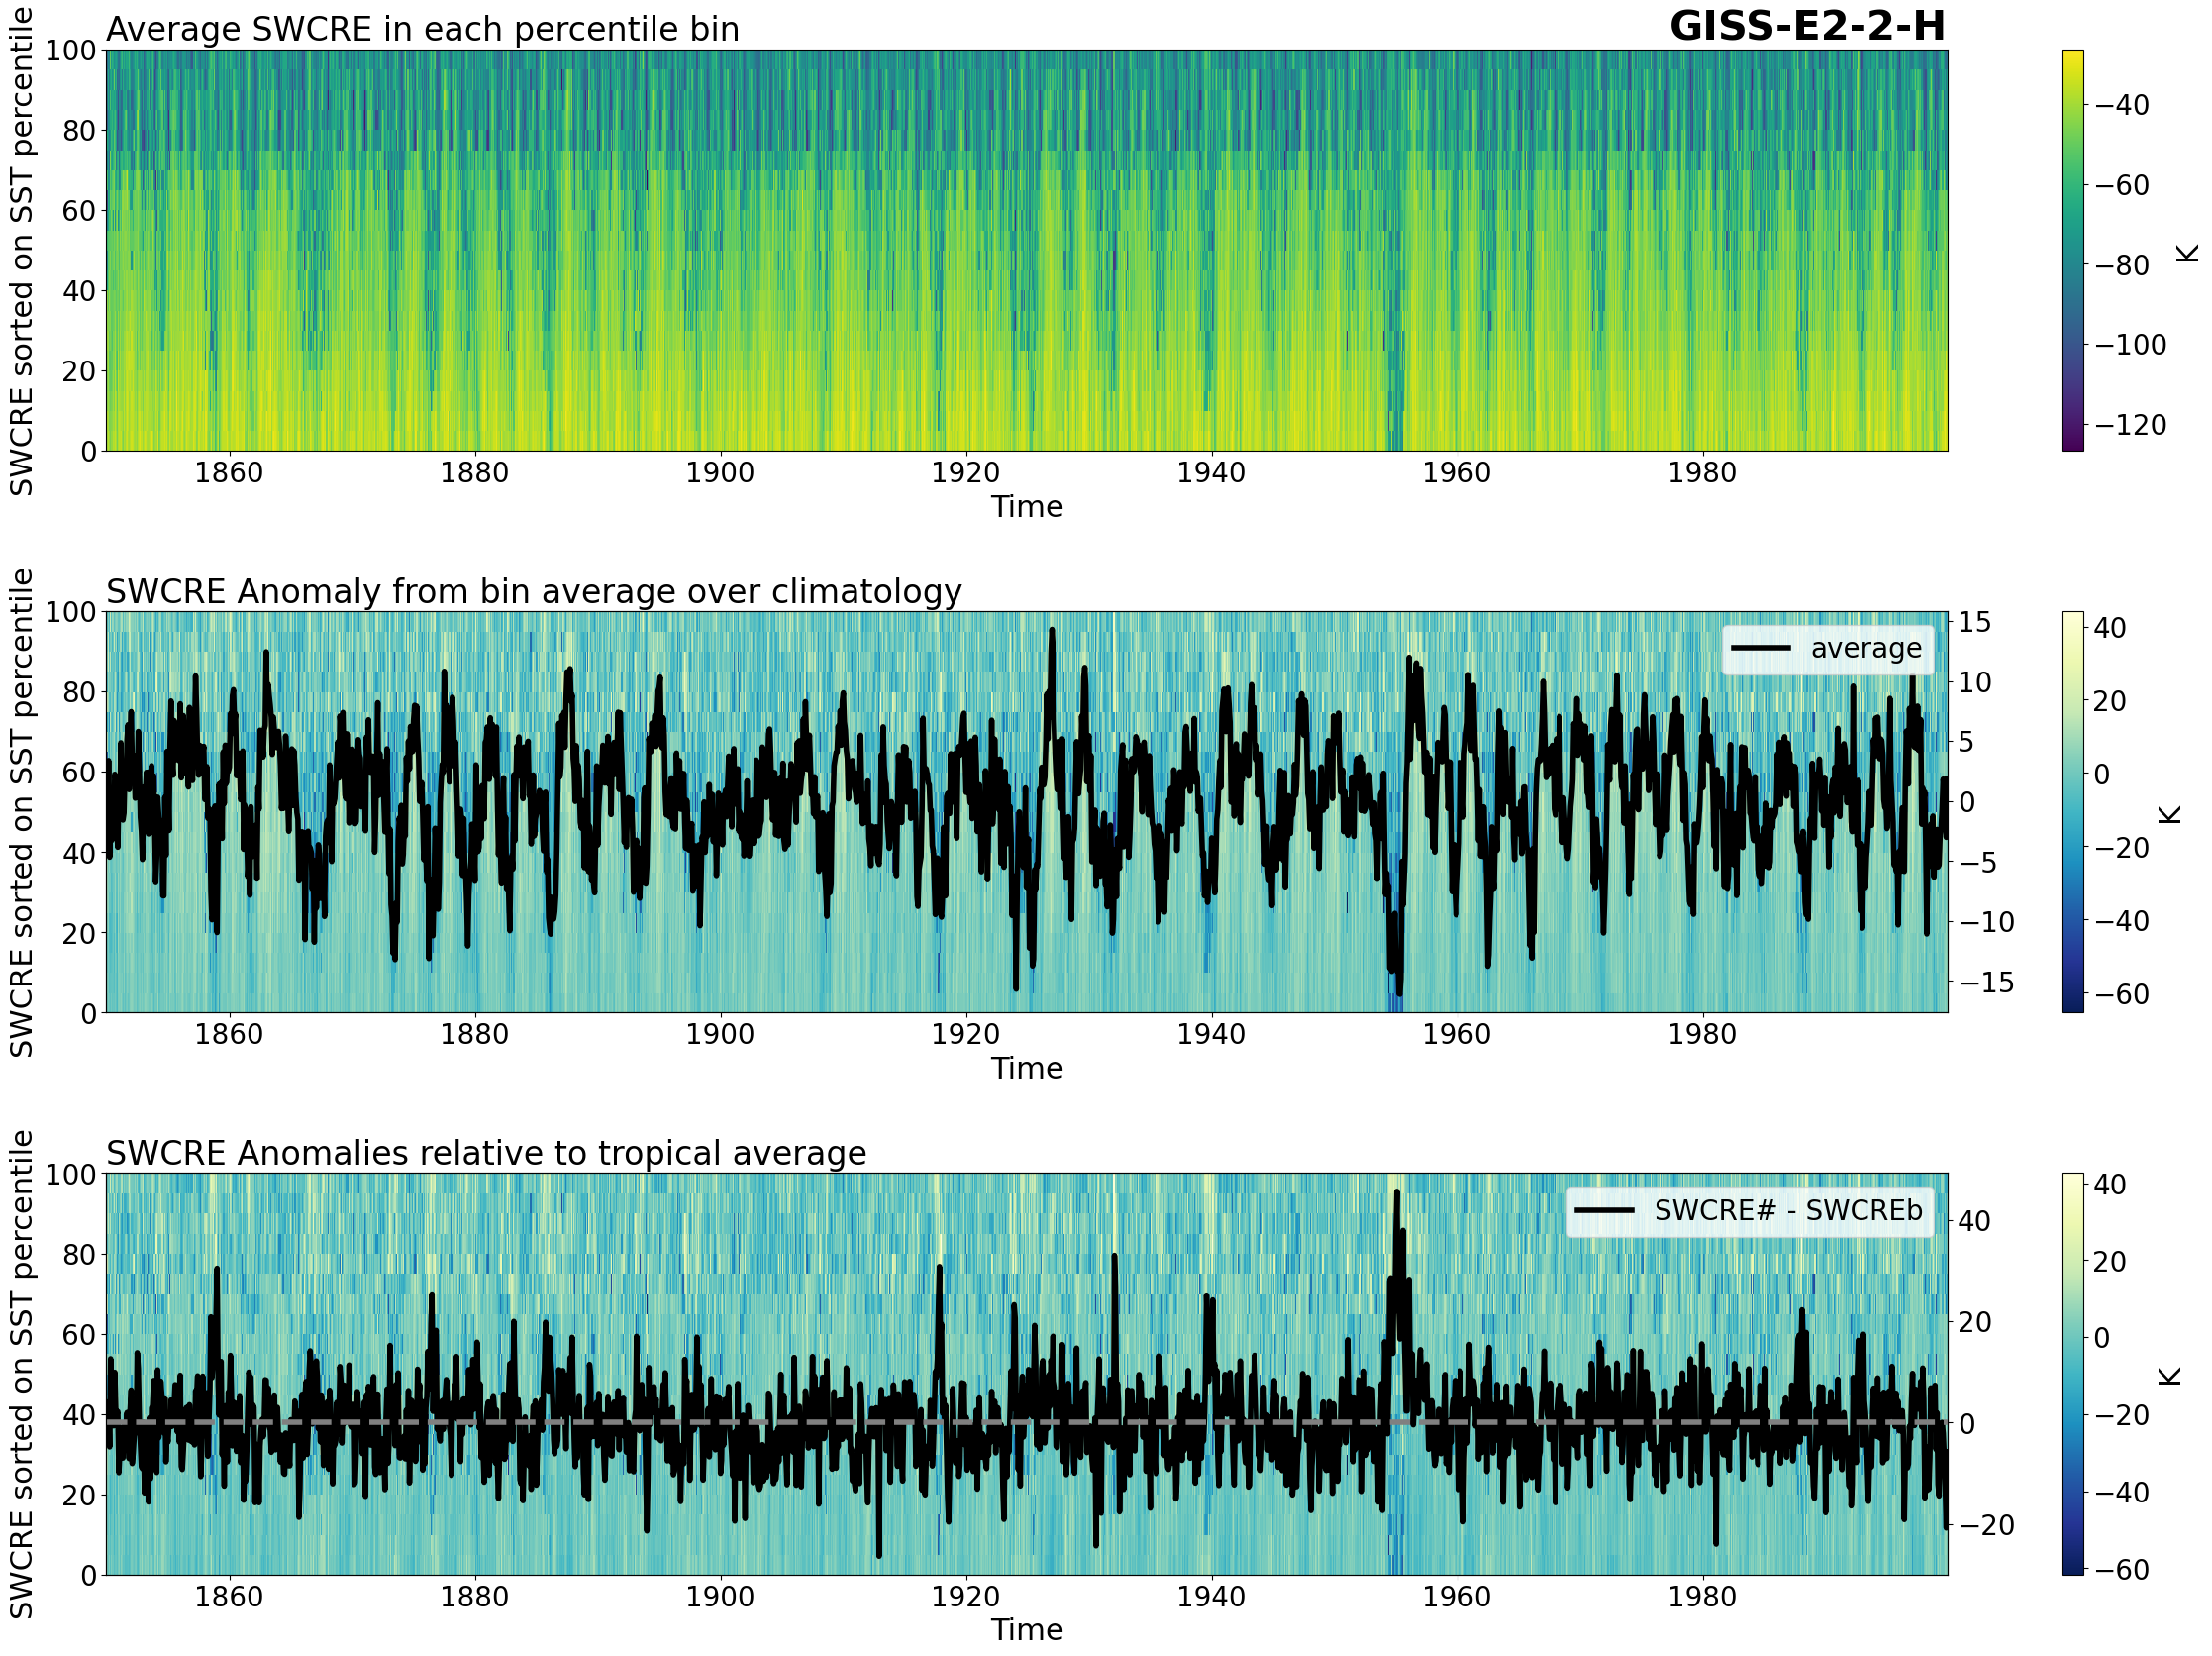 Average SWCRE in each percentile bin
GISS-E2-2-H
SWCRE sorted on SST percentile
100
80
60
40
20
0
1860 1880 1900 1920 1940 1960 1980
Time
−40
−60
−80
−100
−120
K
SWCRE Anomaly from bin average over climatology
SWCRE sorted on SST percentile
100
80
60
40
20
0
1860 1880 1900 1920 1940 1960 1980
Time
average
15
10
5
0
−5
−10
−15
40
20
0
−20
−40
−60
K
SWCRE Anomalies relative to tropical average
SWCRE sorted on SST percentile
100
80
60
40
20
0
1860 1880 1900 1920 1940 1960 1980
Time
SWCRE# - SWCREb
40
20
0
−20
40
20
0
−20
−40
−60
K